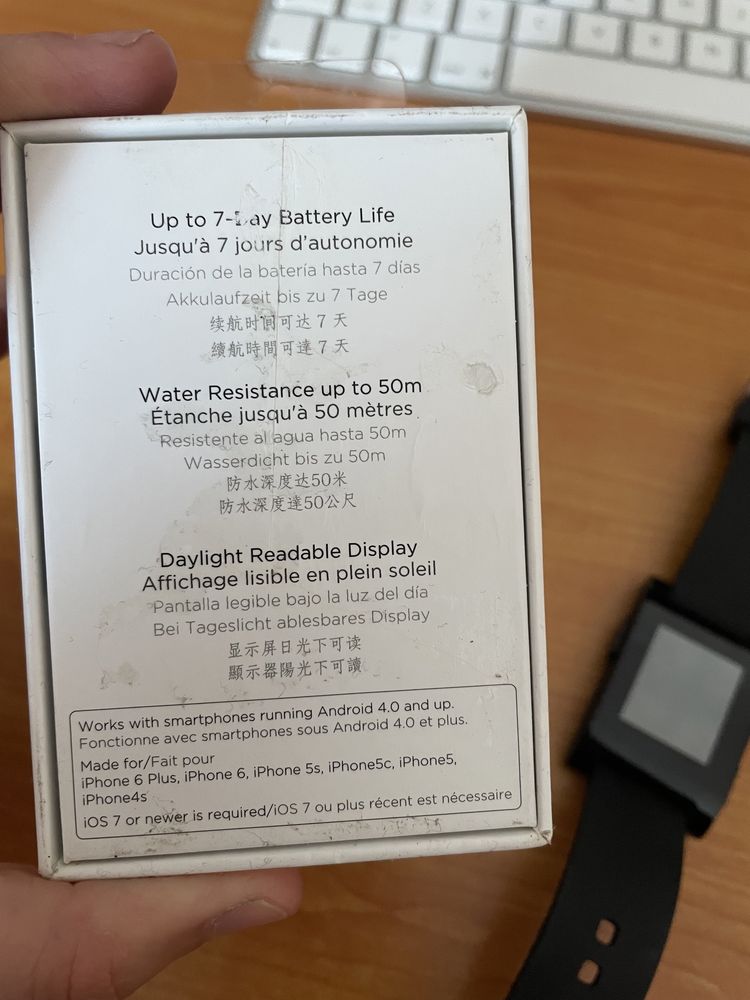 Up to 7-Day Battery Life
Jusqu'à 7 jours d'autonomie
Duración de la batería hasta 7 días
Akkulaufzeit bis zu 7 Tage
续航时间可达 7 天
續航時間可達 7 天
Water Resistance up to 50m
Étanche jusqu'à 50 mètres
Resistente al agua hasta 50m
Wasserdicht bis zu 50m
防水深度达50米
防水深度達50公尺
Daylight Readable Display
Affichage lisible en plein soleil
Pantalla legible bajo la luz del día
Bei Tageslicht ablesbares Display
显示屏日光下可读
顯示器陽光下可讀
Works with smartphones running Android 4.0 and up.
Fonctionne avec smartphones sous Android 4.0 et plus.
Made for/Fait pour
iPhone 6 Plus, iPhone 6, iPhone 5s, iPhone5c, iPhone5,
iPhone4s
iOS 7 or newer is required/iOS 7 ou plus récent est nécessaire